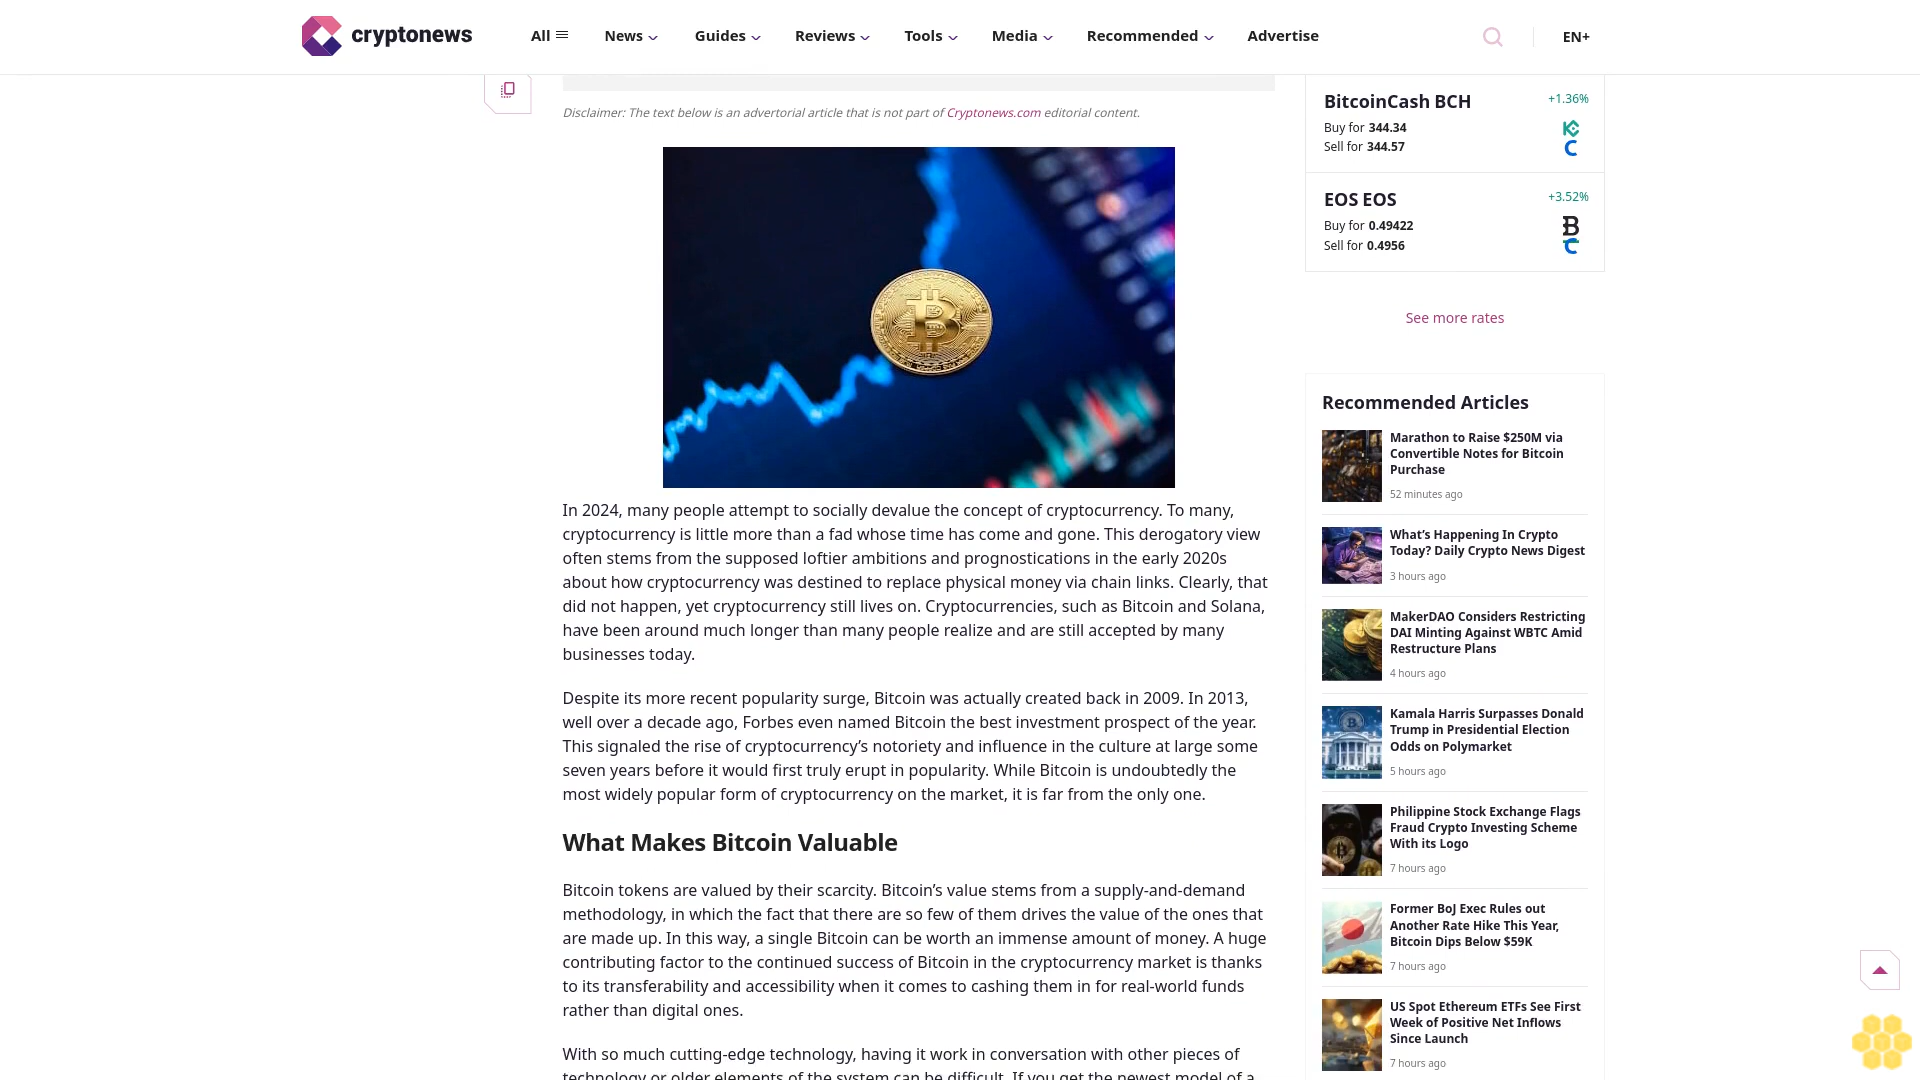 cryptonews
All
News
Guides
Reviews
Tools
Media
Recommended
Advertise
EN+
Disclaimer: The text below is an advertorial article that is not part of Cryptonews.com editorial content.
In 2024, many people attempt to socially devalue the concept of cryptocurrency. To many,
cryptocurrency is little more than a fad whose time has come and gone. This derogatory view
often stems from the supposed loftier ambitions and prognostications in the early 2020s
about how cryptocurrency was destined to replace physical money via chain links. Clearly, that
did not happen, yet cryptocurrency still lives on. Cryptocurrencies, such as Bitcoin and Solana,
have been around much longer than many people realize and are still accepted by many
businesses today.
Despite its more recent popularity surge, Bitcoin was actually created back in 2009. In 2013,
well over a decade ago, Forbes even named Bitcoin the best investment prospect of the year.
This signaled the rise of cryptocurrency’s notoriety and influence in the culture at large some
seven years before it would first truly erupt in popularity. While Bitcoin is undoubtedly the
most widely popular form of cryptocurrency on the market, it is far from the only one.
What Makes Bitcoin Valuable
Bitcoin tokens are valued by their scarcity. Bitcoin’s value stems from a supply-and-demand
methodology, in which the fact that there are so few of them drives the value of the ones that
are made up. In this way, a single Bitcoin can be worth an immense amount of money. A huge
contributing factor to the continued success of Bitcoin in the cryptocurrency market is thanks
to its transferability and accessibility when it comes to cashing them in for real-world funds
rather than digital ones.
With so much cutting-edge technology, having it work in conversation with other pieces of
technology or older elements of the system can be difficult. If you get the newest model of a
BitcoinCash BCH
+1.36%
Buy for 344.34
Sell for 344.57
EOS EOS
+3.52%
Buy for 0.49422
Sell for 0.4956
See more rates
Recommended Articles
Marathon to Raise $250M via
Convertible Notes for Bitcoin
Purchase
52 minutes ago
What’s Happening In Crypto
Today? Daily Crypto News Digest
3 hours ago
MakerDAO Considers Restricting
DAI Minting Against WBTC Amid
Restructure Plans
4 hours ago
Kamala Harris Surpasses Donald
Trump in Presidential Election
Odds on Polymarket
5 hours ago
Philippine Stock Exchange Flags
Fraud Crypto Investing Scheme
With its Logo
7 hours ago
Former BoJ Exec Rules out
Another Rate Hike This Year,
Bitcoin Dips Below $59K
7 hours ago
US Spot Ethereum ETFs See First
Week of Positive Net Inflows
Since Launch
7 hours ago